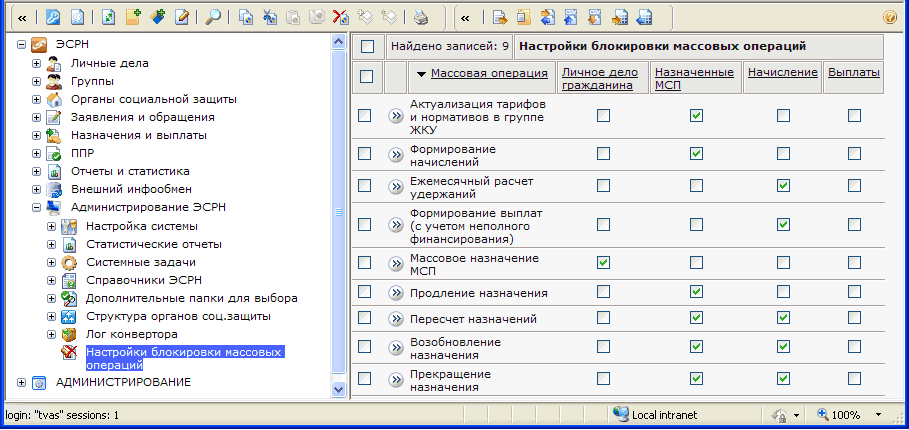 ЭСРН
Личные дела
Группы
Органы социальной защиты
Заявления и обращения
Назначения и выплаты
ППР
Отчеты и статистика
Внешний инфообмен
Администрирование ЭСРН
Настройка системы
Статистические отчеты
Системные задачи
Справочники ЭСРН
Дополнительные папки для выбора
Структура органов соц.защиты
Лог конвертора
Настройки блокировки массовых
операций
АДМИНИСТРИРОВАНИЕ
Найдено записей: 9 Настройки блокировки массовых операций
Массовая операция
Личное дело
гражданина
Назначенные
МСП
Начисление
Выплаты
Актуализация тарифов
и нормативов в группе
ЖКУ
Формирование
начислений
Ежемесячный расчет
удержаний
Формирование выплат
(с учетом неполного
финансирования)
Массовое назначение
МСП
Продление назначения
Пересчет назначений
Возобновление
назначения
Прекращение
назначения
login: "tvas" sessions: 1
Local intranet
100%